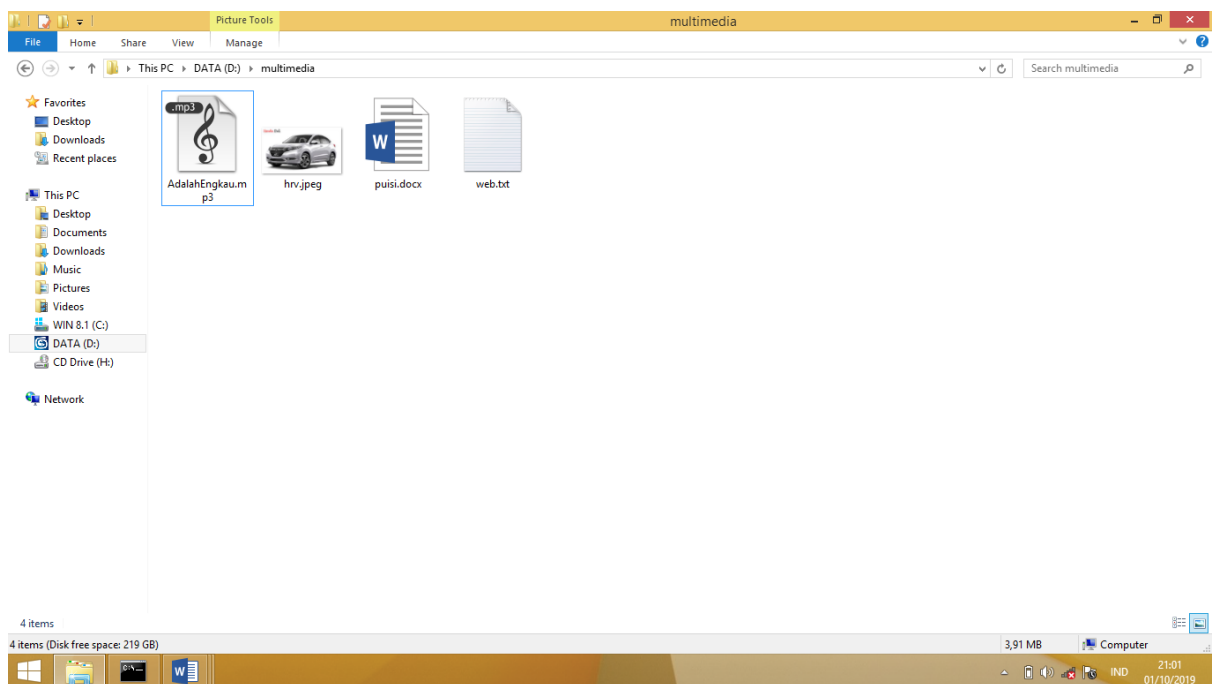 Picture Tools
multimedia
File Home Share View Manage
This PC DATA (D:) multimedia
Search multimedia
Favorites
Desktop
Downloads
Recent places
This PC
Desktop
Documents
Downloads
Music
Pictures
Videos
WIN 8.1 (C:)
DATA (D:)
CD Drive (H:)
Network
.mp3
AdalahEngkau.m
p3
hrv.jpeg
W
puisi.docx
web.txt
4 items
4 items (Disk free space: 219 GB)
3,91 MB
Computer
C:\_
W
IND
21:01
01/10/2019